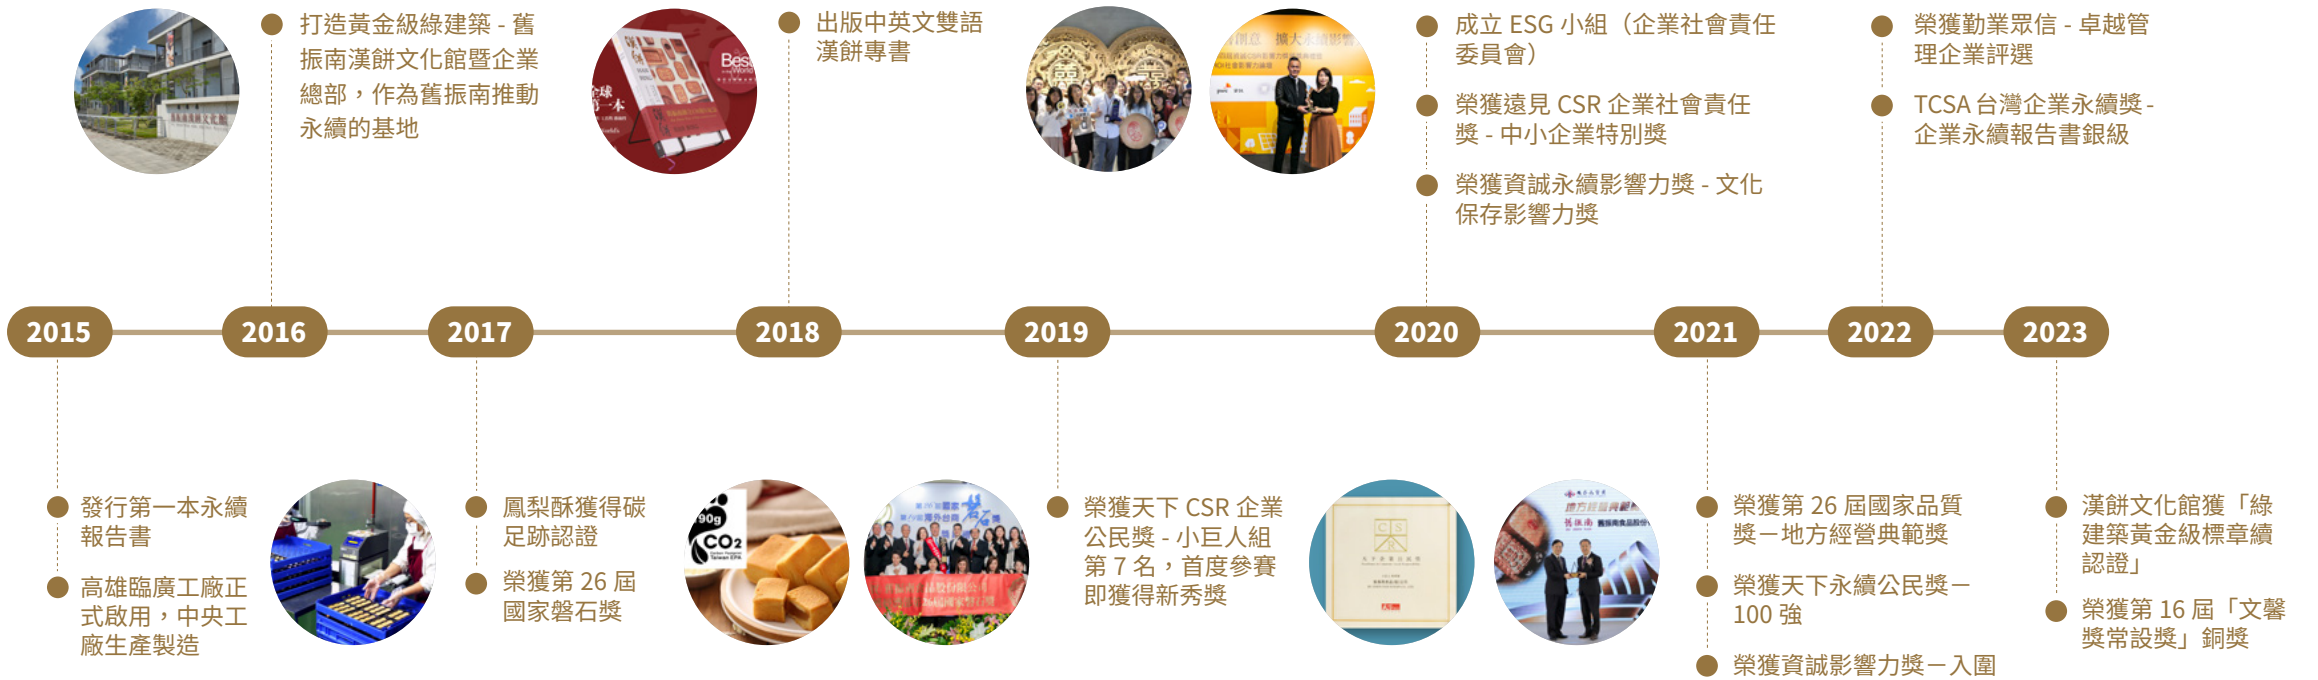 打造黃金級綠建築 - 舊
振南漢餅文化館暨企業
總部，作為舊振南推動
永續的基地
出版中英文雙語
漢餅專書
成立 ESG 小組（企業社會責任
委員會）
榮獲遠見 CSR 企業社會責任
獎 - 中小企業特別獎
榮獲資誠永續影響力獎 - 文化
保存影響力獎
榮獲勤業眾信 - 卓越管
理企業評選
TCSA 台灣企業永續獎 -
企業永續報告書銀級
2015
2016
2017
2018
2019
2020
2021
2022
2023
發行第一本永續
報告書
高雄臨廣工廠正
式啟用，中央工
廠生產製造
鳳梨酥獲得碳
足跡認證
榮獲第 26 屆
國家磐石獎
90g
CO2
Taiwan EPA
榮獲天下 CSR 企業
公民獎 - 小巨人組
第 7 名，首度參賽
即獲得新秀獎
榮獲第 26 屆國家品質
獎－地方經營典範獎
榮獲天下永續公民獎－
100 強
榮獲資誠影響力獎－入圍
漢餅文化館獲「綠
建築黃金級標章續
認證」
榮獲第 16 屆「文馨
獎常設獎」銅獎